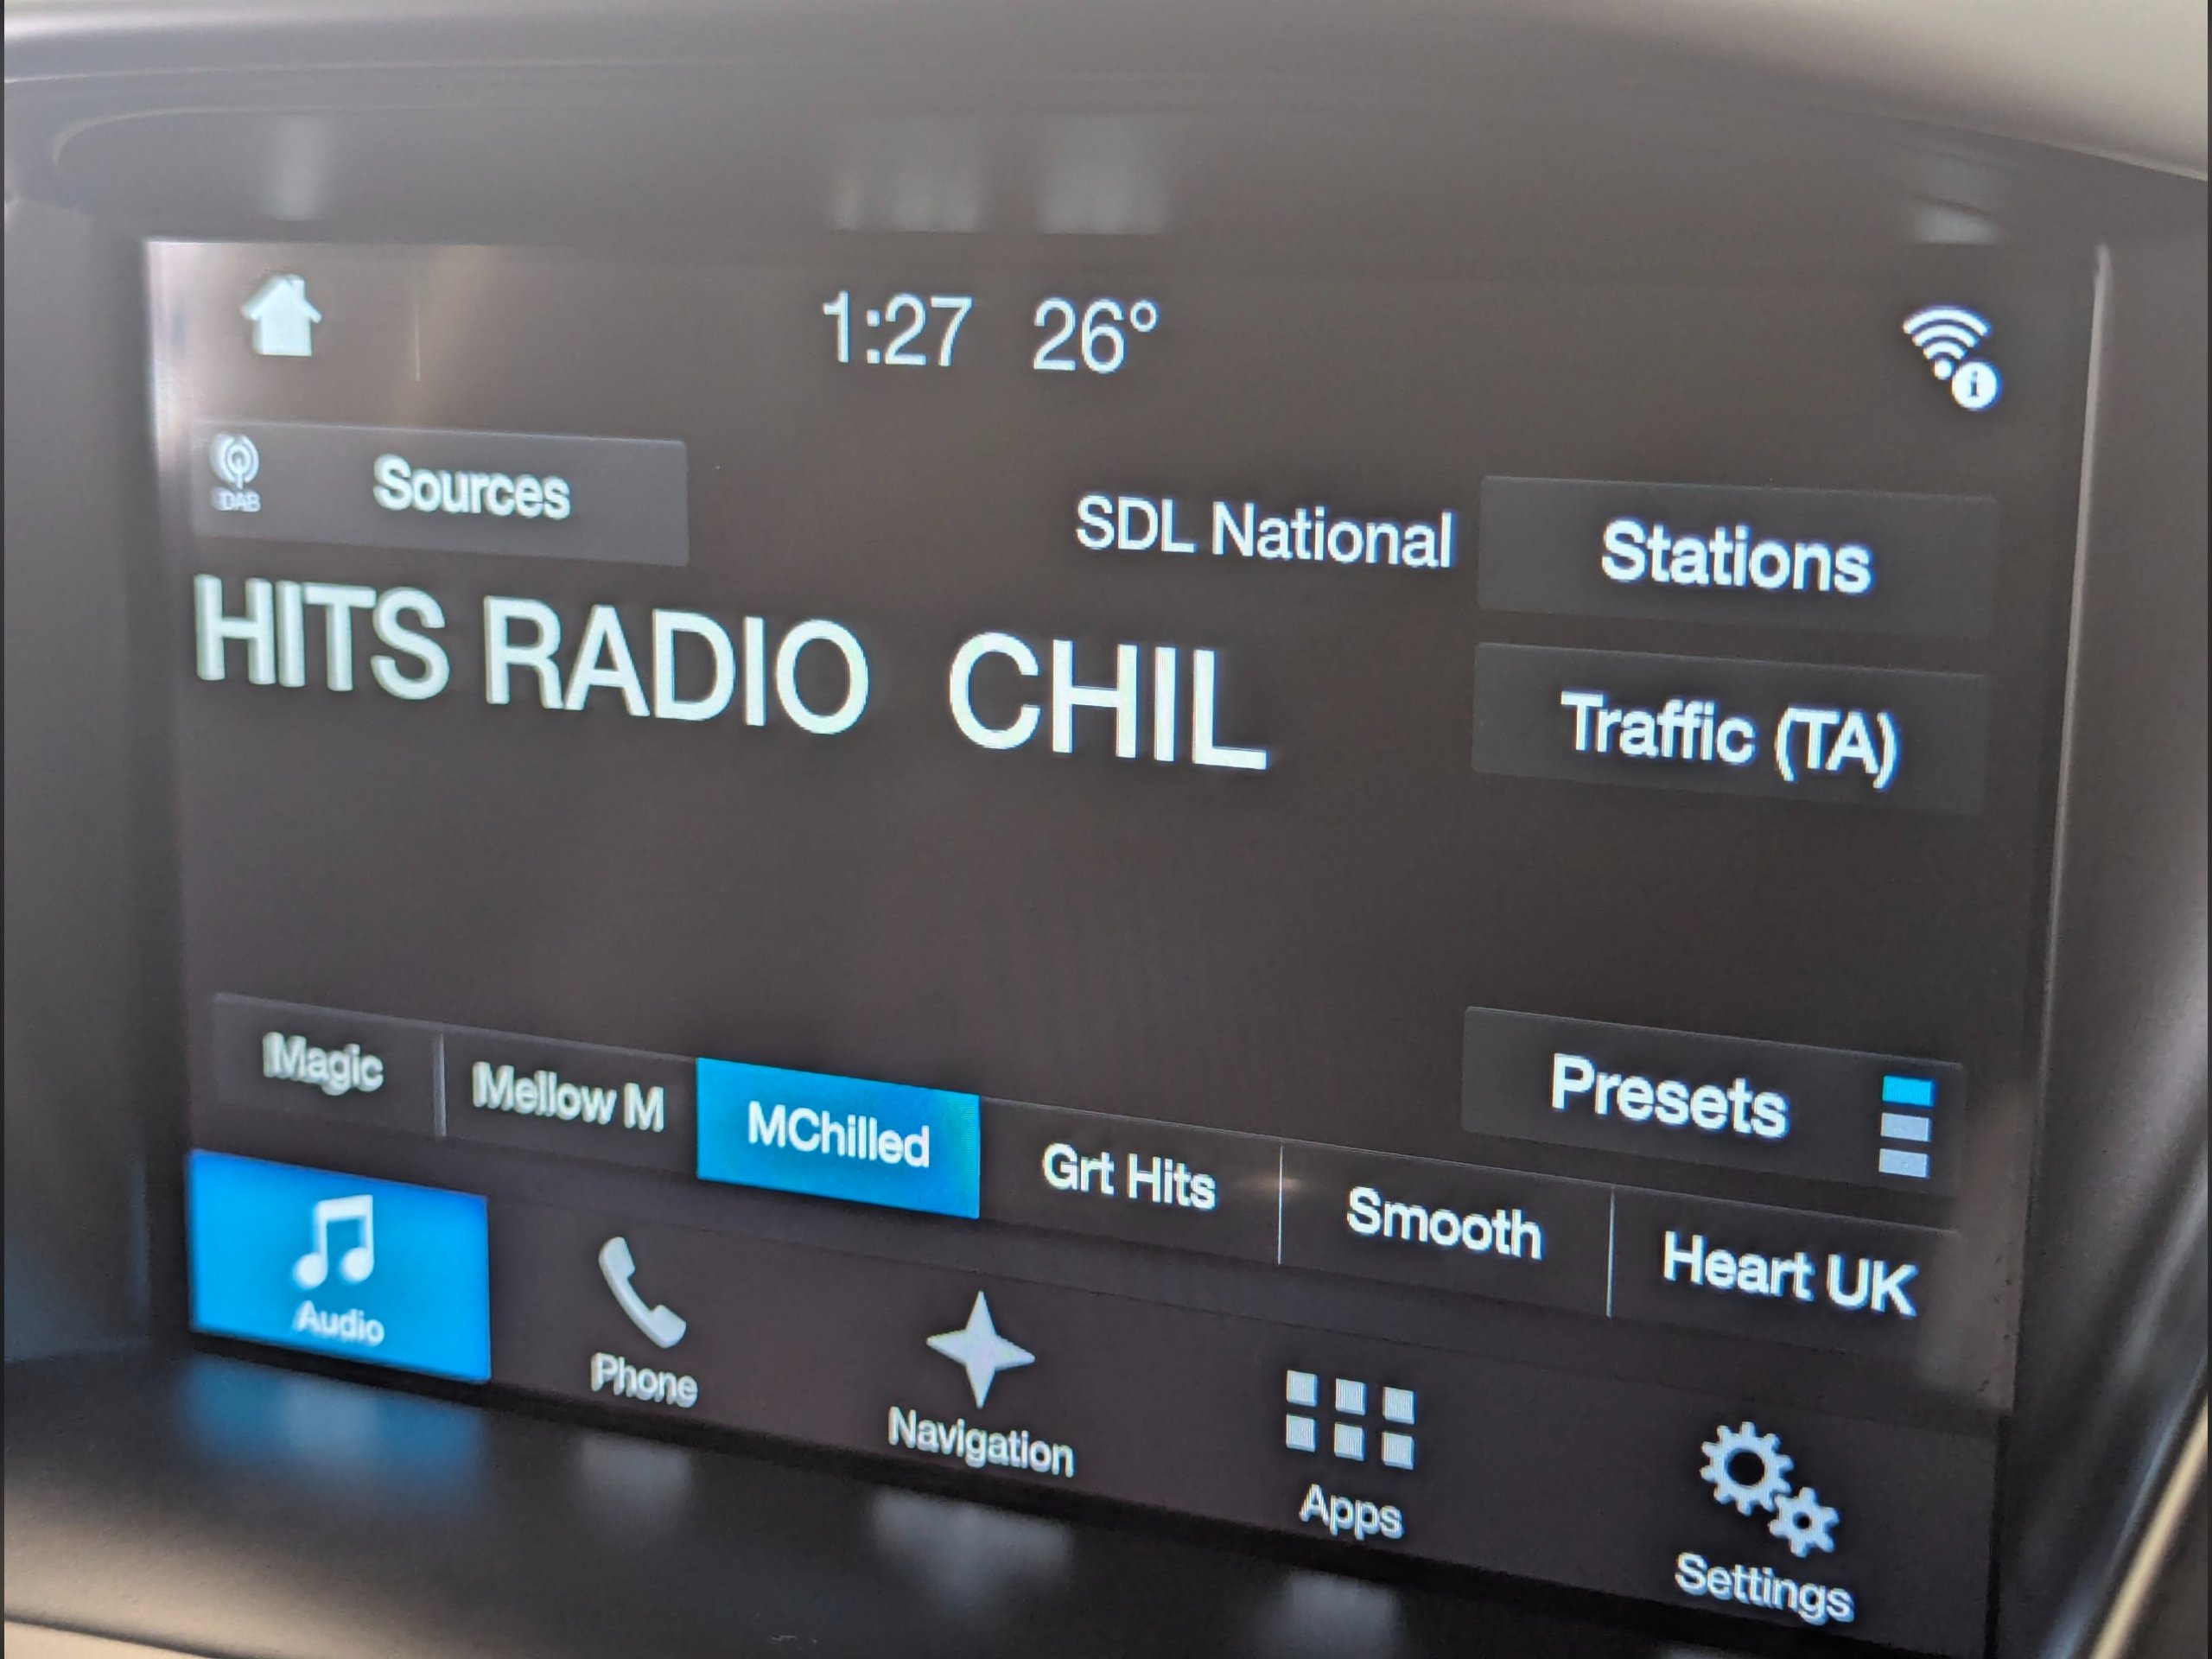 1:27 26°
DAB Sources
SDL National Stations
HITS RADIO CHIL
Traffic (TA)
Presets
Magic Mellow M MChilled Grt Hits Smooth Heart UK
Audio Phone Navigation Apps Settings